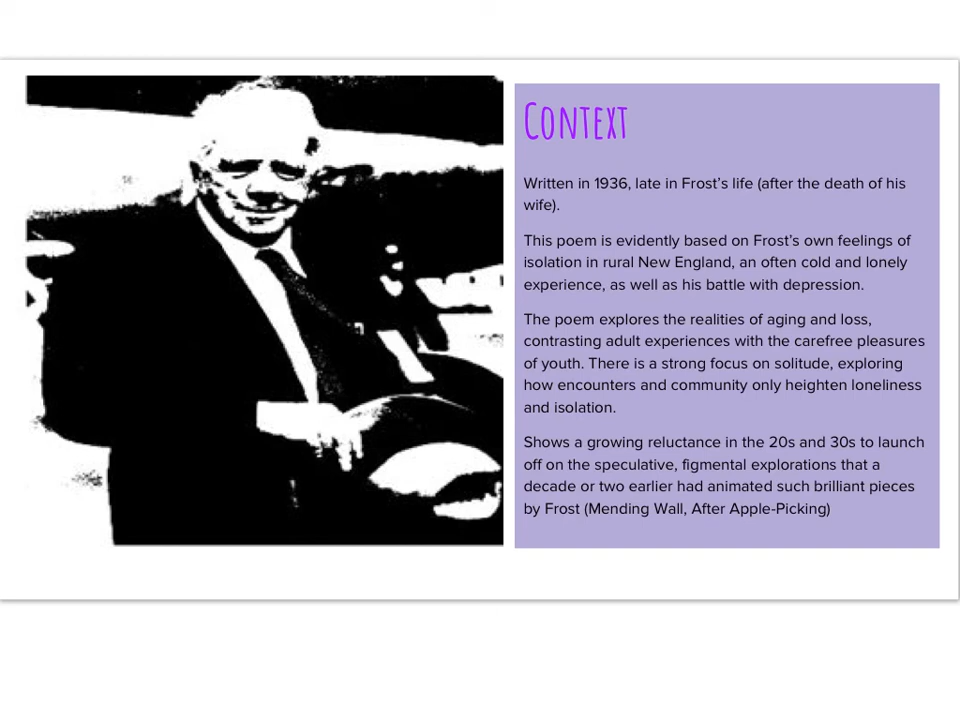 Context
Written in 1936, late in Frost’s life (after the death of his
wife).
This poem is evidently based on Frost’s own feelings of
isolation in rural New England, an often cold and lonely
experience, as well as his battle with depression.
The poem explores the realities of aging and loss,
contrasting adult experiences with the carefree pleasures
of youth. There is a strong focus on solitude, exploring
how encounters and community only heighten loneliness
and isolation.
Shows a growing reluctance in the 20s and 30s to launch
off on the speculative, figmental explorations that a
decade or two earlier had animated such brilliant pieces
by Frost (Mending Wall, After Apple-Picking)